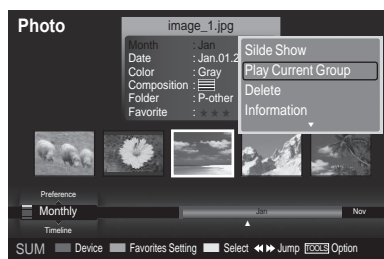 Photo
image_1.jpg
Month : Jan
Date : Jan.01.2
Color : Gray
Composition :
Folder : P-other
Favorite : ★ ★ ★
Silde Show
Play Current Group
Delete
Information
Preference
Monthly
Timeline
Jan
Nov
SUM Device Favorites Setting Select Jump TOOLS Option